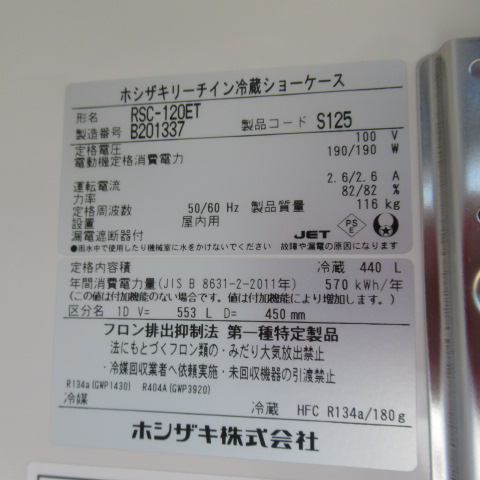 ホシザキリーチイン冷蔵ショーケース
形名 RSC-120ET
製造番号 B201337 製品コード S125
定格電圧 100 V
電動機定格消費電力 190/190 W
運転電流 2.6/2.6 A
力率 82/82 %
定格周波数 50/60 Hz 製品質量 116 kg
設置 屋内用
漏電遮断器付 JET PS E
●雨水中で使用したり機械室に水をかけないでください 故障や漏電の原因になります
定格内容積 冷蔵 440 L
年間消費電力量(JIS B 8631-2-2011年) 570 kWh/年
(この値は付加機能のない場合です。値は付加機能により増加します。)
区分名 1D V= 553 L D= 450 mm
フロン排出抑制法 第一種特定製品
法にもとづくフロン類の・みだり大気放出禁止
・冷媒回収業者へ依頼実施・未回収機器の引渡禁止
R134a(GWP1430) R404A(GWP3920)
冷媒 冷蔵 HFC R134a/180g
ホシザキ株式会社